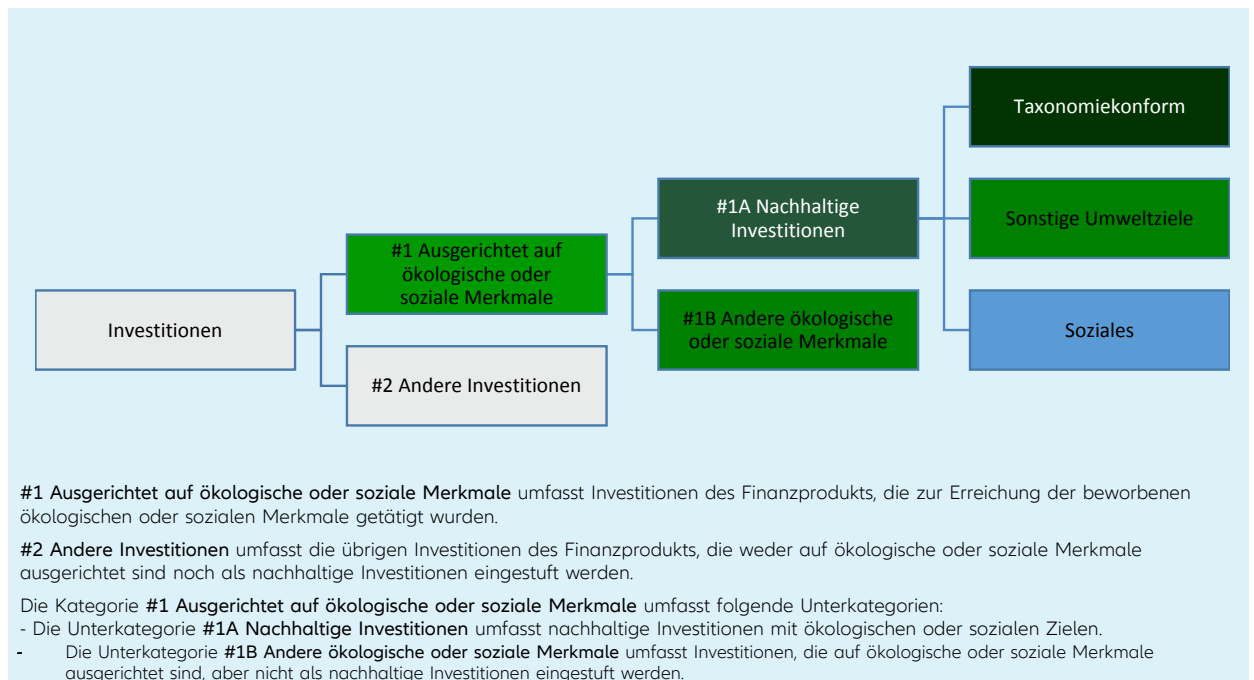 Taxonomiekonform
#1A Nachhaltige
Investitionen
Sonstige Umweltziele
#1 Ausgerichtet auf
ökologische oder
soziale Merkmale
Investitionen
#1B Andere ökologische
oder soziale Merkmale
Soziales
#2 Andere Investitionen
#1 Ausgerichtet auf ökologische oder soziale Merkmale umfasst Investitionen des Finanzprodukts, die zur Erreichung der beworbenen
ökologischen oder sozialen Merkmale getätigt wurden.
#2 Andere Investitionen umfasst die übrigen Investitionen des Finanzprodukts, die weder auf ökologische oder soziale Merkmale
ausgerichtet sind noch als nachhaltige Investitionen eingestuft werden.
Die Kategorie #1 Ausgerichtet auf ökologische oder soziale Merkmale umfasst folgende Unterkategorien:
- Die Unterkategorie #1A Nachhaltige Investitionen umfasst nachhaltige Investitionen mit ökologischen oder sozialen Zielen.
- Die Unterkategorie #1B Andere ökologische oder soziale Merkmale umfasst Investitionen, die auf ökologische oder soziale Merkmale
ausgerichtet sind, aber nicht als nachhaltige Investitionen eingestuft werden.